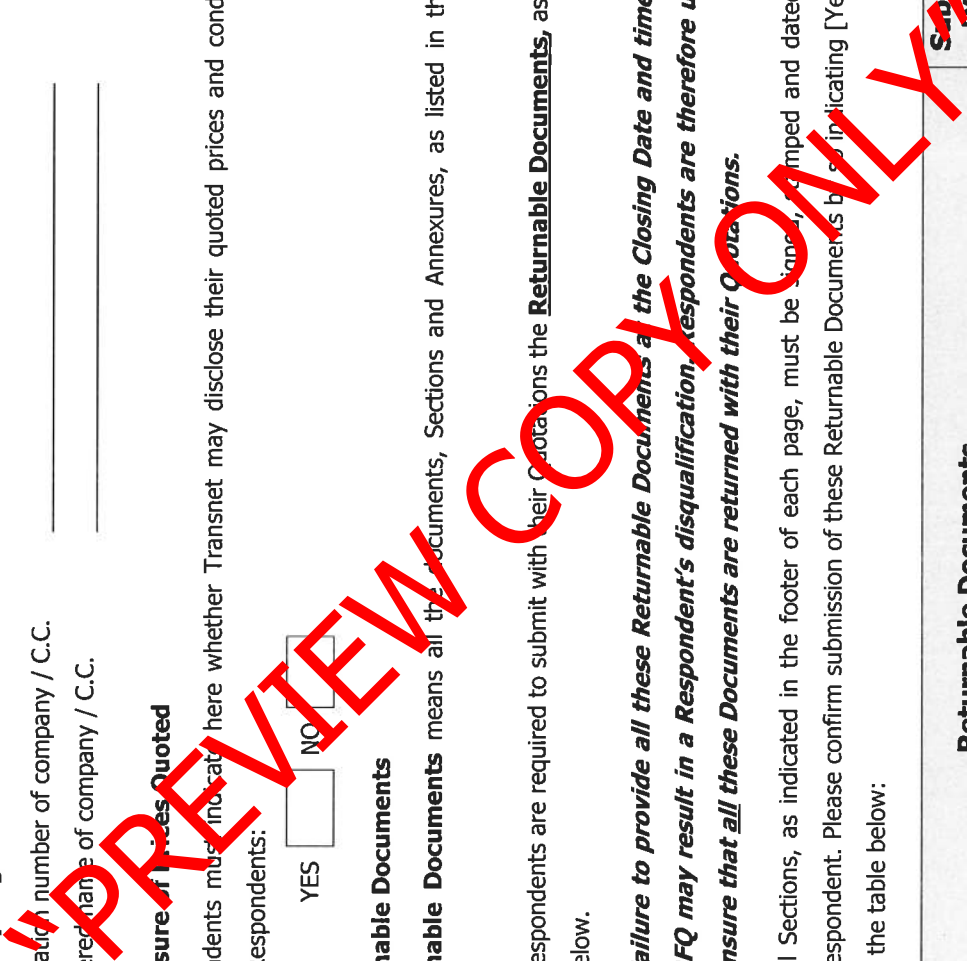 ation number of company / C.C.
ered name of company / C.C.
sure of Prices Quoted
dents must indicate here whether Transnet may disclose their quoted prices and cond
espondents:
YES NO
nable Documents
nable Documents means all the documents, Sections and Annexures, as listed in th
espondents are required to submit with their Quotations the Returnable Documents, as
elow.
ailure to provide all these Returnable Documents at the Closing Date and time
FQ may result in a Respondent's disqualification. Respondents are therefore u
nsure that all these Documents are returned with their Quotations.
l Sections, as indicated in the footer of each page, must be signed, stamped and dated
espondent. Please confirm submission of these Returnable Documents by so indicating [Ye
the table below:
Returnable Documents
Sub
"PREVIEW COPY ONLY"